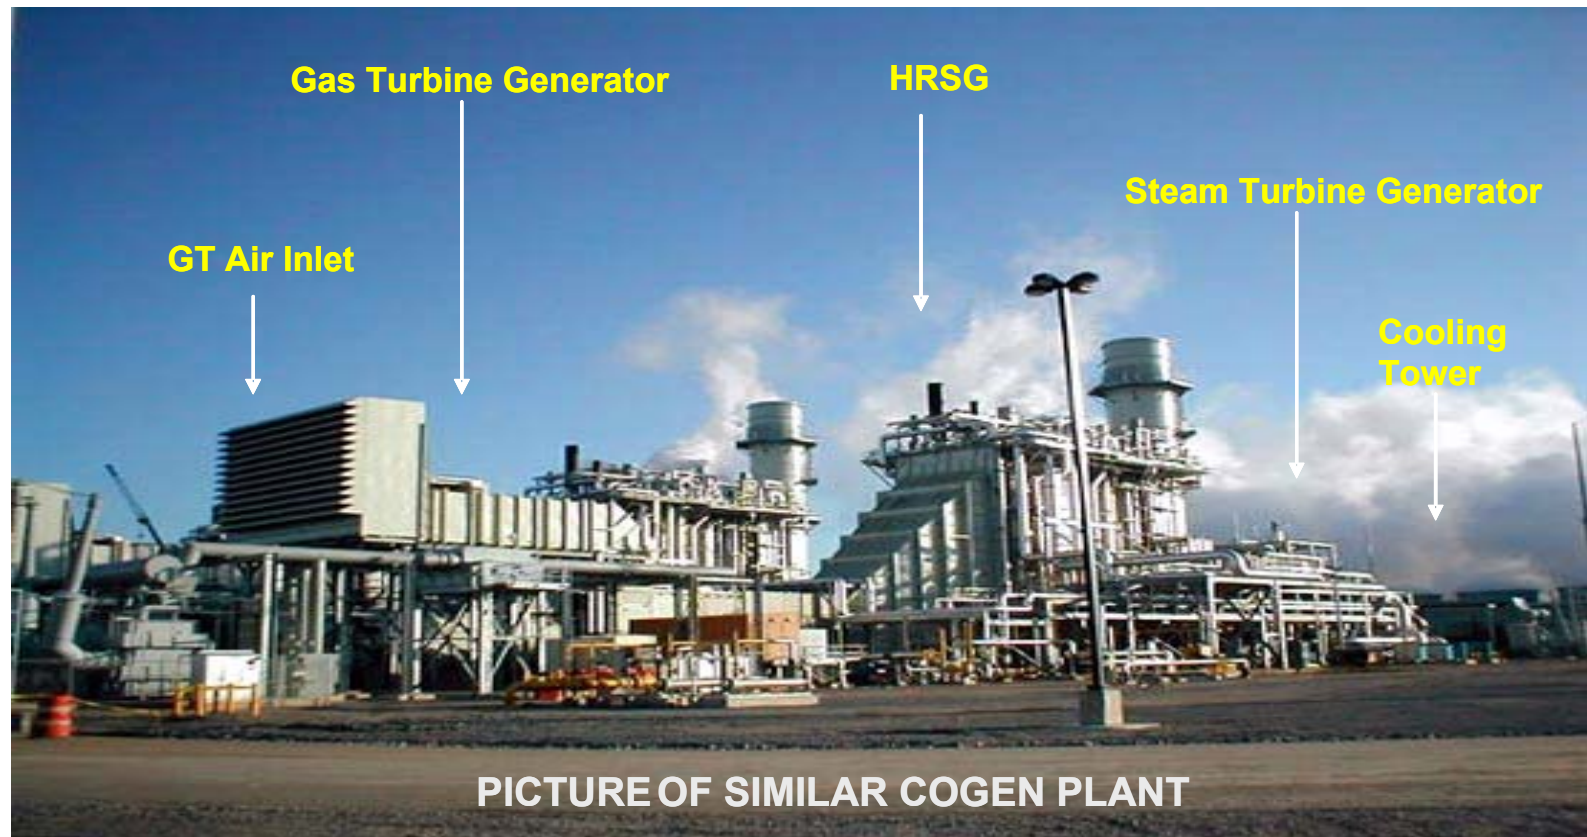 Gas Turbine Generator
HRSG
Steam Turbine Generator
GT Air Inlet
Cooling
Tower
PICTURE OF SIMILAR COGEN PLANT